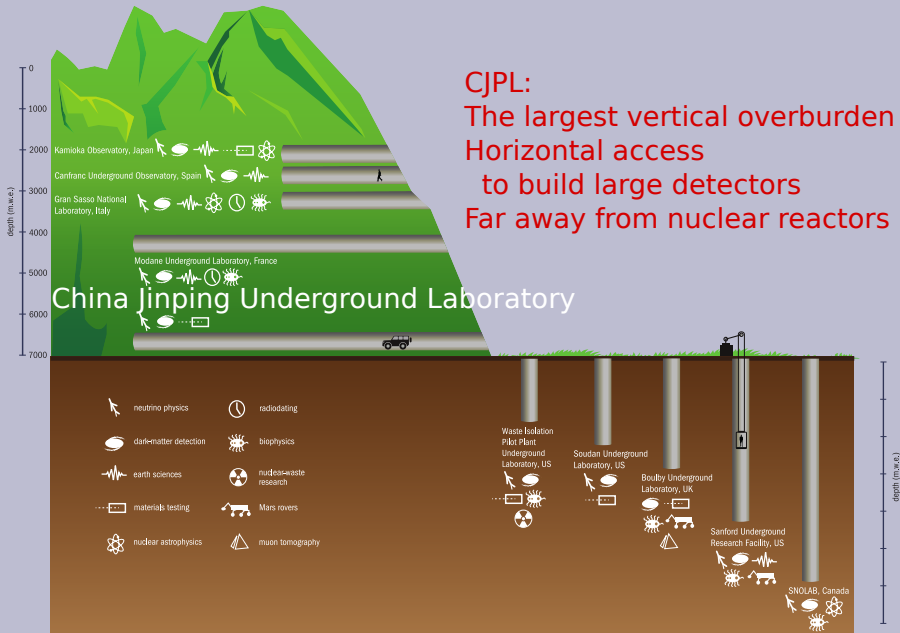 CJPL:
The largest vertical overburden
Horizontal access
to build large detectors
Far away from nuclear reactors
0
1000
2000
3000
4000
5000
6000
7000
depth (m.w.e.)
Kamioka Observatory, Japan
Canfranc Underground Observatory, Spain
Gran Sasso National
Laboratory, Italy
Modane Underground Laboratory, France
China Jinping Underground Laboratory
neutrino physics
dark-matter detection
earth sciences
materials testing
nuclear astrophysics
radiodating
biophysics
nuclear-waste
research
Mars rovers
muon tomography
Waste Isolation
Pilot Plant
Underground
Laboratory, US
Soudan Underground
Laboratory, US
Boulby Underground
Laboratory, UK
Sanford Underground
Research Facility, US
SNOLAB, Canada
depth (m.w.e.)